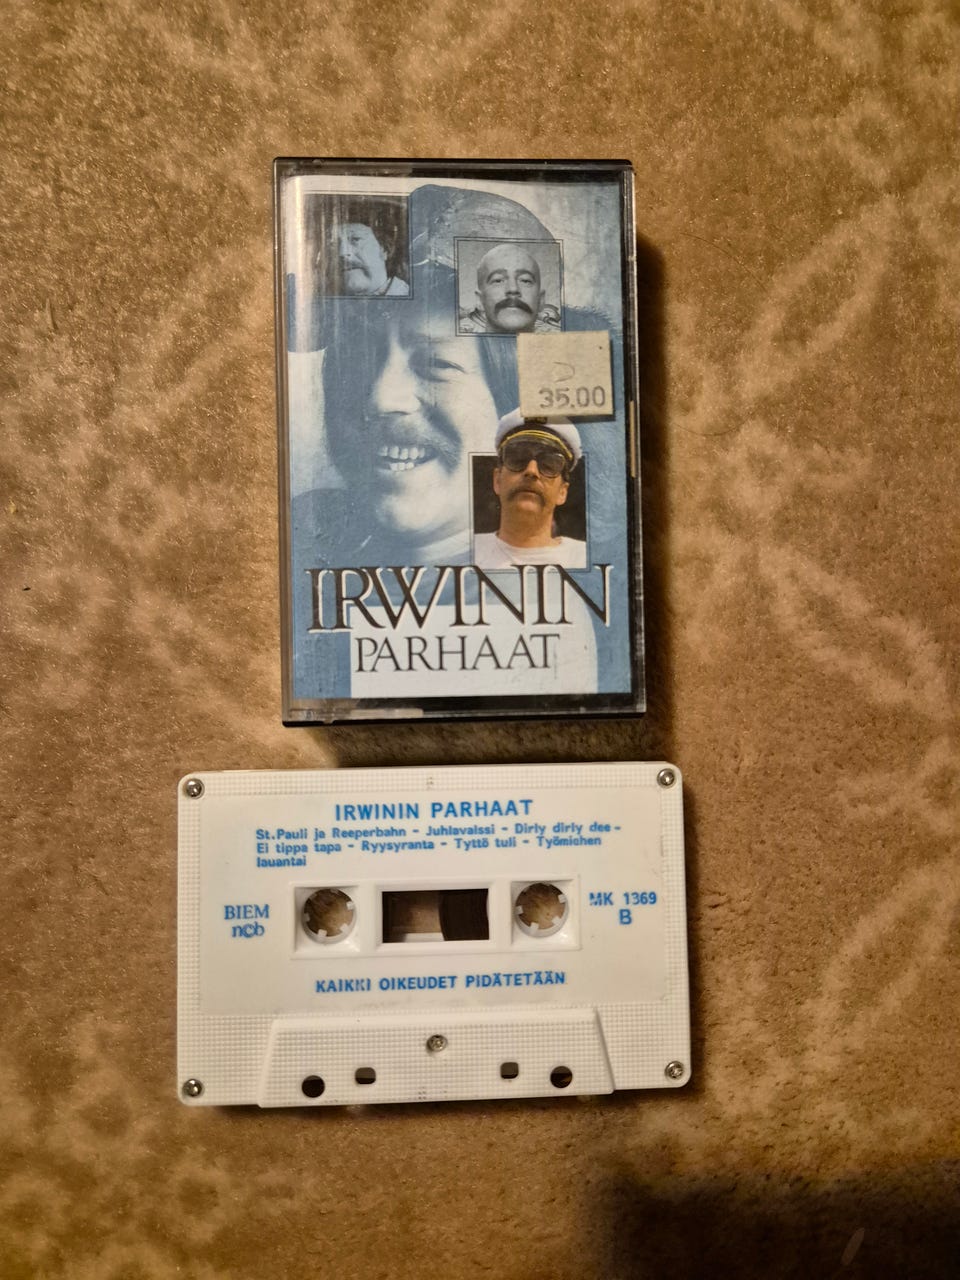 35.00
IRWININ
PARHAAT
IRWININ PARHAAT
St.Pauli ja Reeperbahn - Juhlavalssi - Dirly dirly dee -
Ei tippa tapa - Ryysyranta - Tyttö tuli - Työmiehen
lauantai
BIEM
ncb
MK 1369
B
KAIKKI OIKEUDET PIDÄTETÄÄN